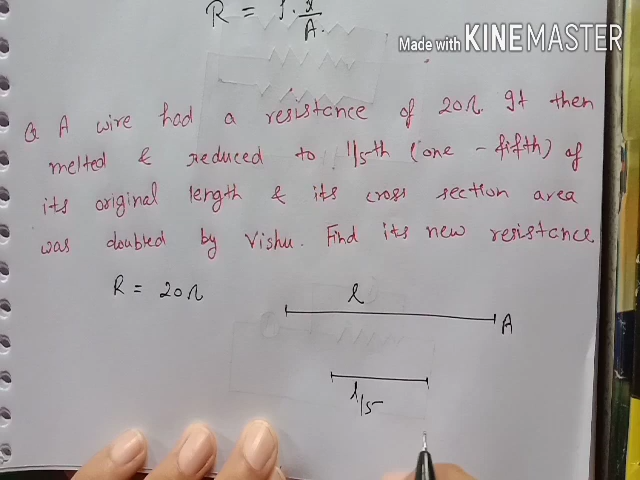 R = ρ. l/A.
Made with KINEMASTER
Q A wire had a resistance of 20Ω It then
melted & reduced to 1/5th (one - fifth) of
its original length & its cross section area
was doubled by Vishu. Find its new resistance
R = 20Ω
l
A
l/5